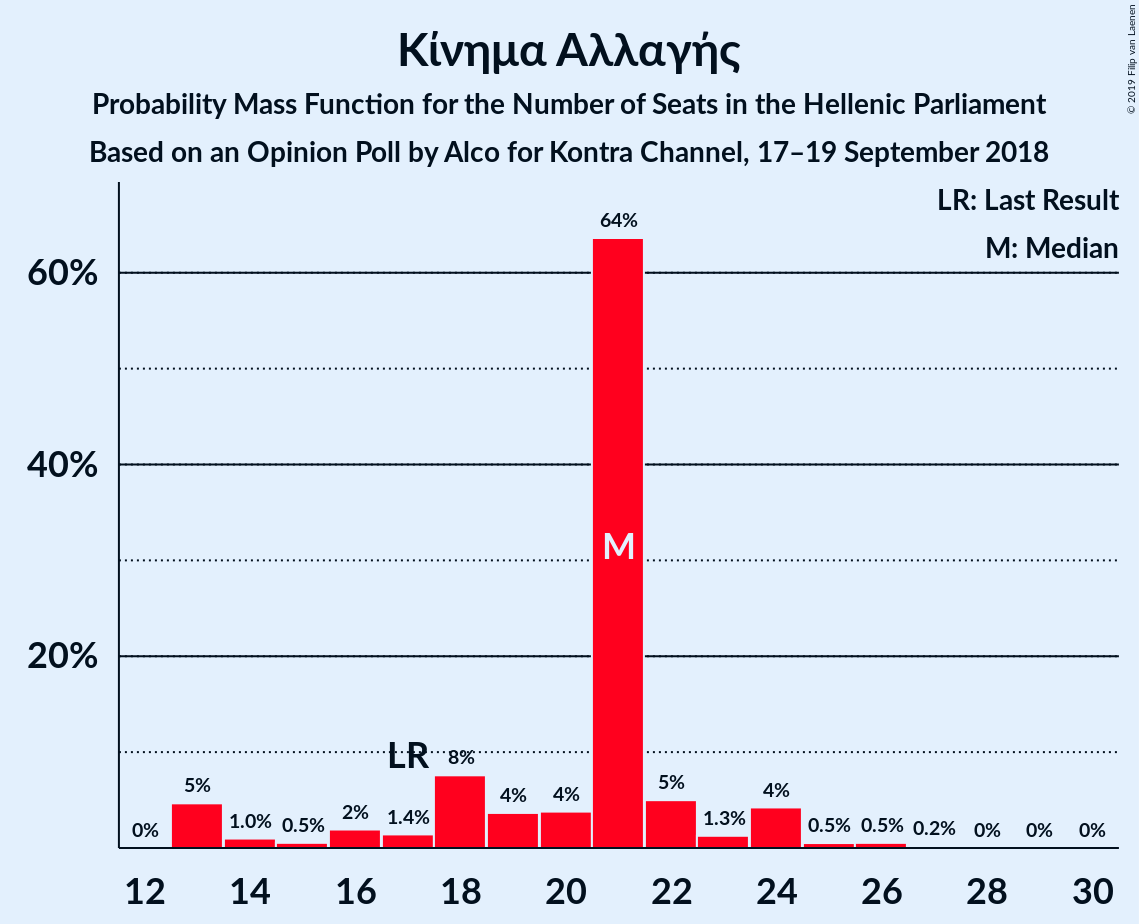 Κίνημα Αλλαγής
Probability Mass Function for the Number of Seats in the Hellenic Parliament
Based on an Opinion Poll by Alco for Kontra Channel, 17–19 September 2018
© 2019 Filip van Laenen
LR: Last Result
M: Median
60%
40%
20%
0%
5%
1.0%
0.5%
2%
1.4%
LR
8%
4%
4%
64%
M
5%
1.3%
4%
0.5%
0.5%
0.2%
0%
0%
0%
12 14 16 18 20 22 24 26 28 30